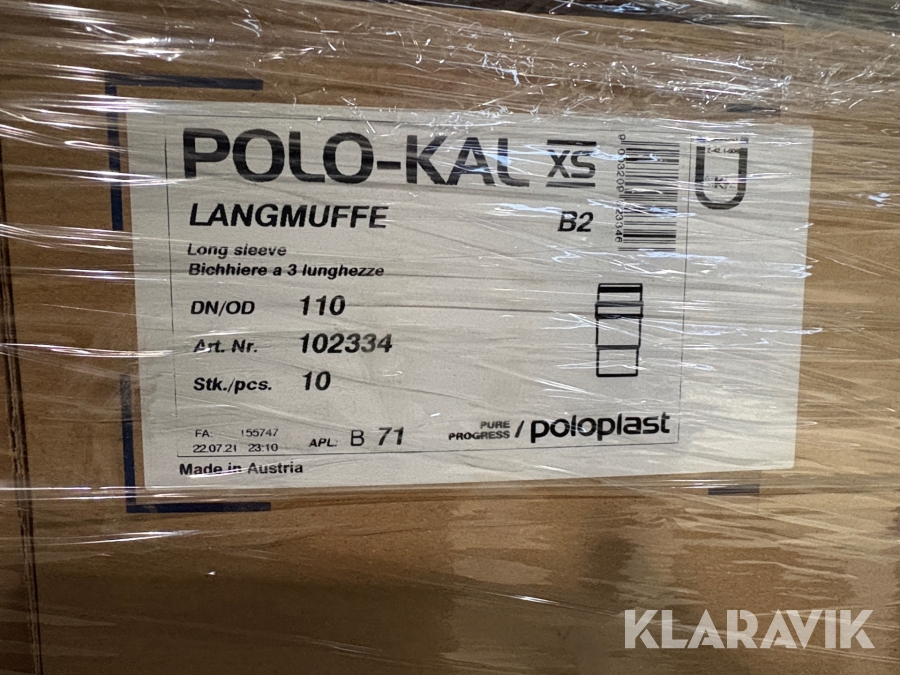 POLO-KAL XS
LANGMUFFE B2
Long sleeve
Bichhiere a 3 lunghezze
DN/OD 110
Art. Nr. 102334
Stk./pcs. 10
FA: 155747
22.07.21 23:10
APL: B 71
PURE
PROGRESS / poloplast
Made in Austria
KLARAVIK